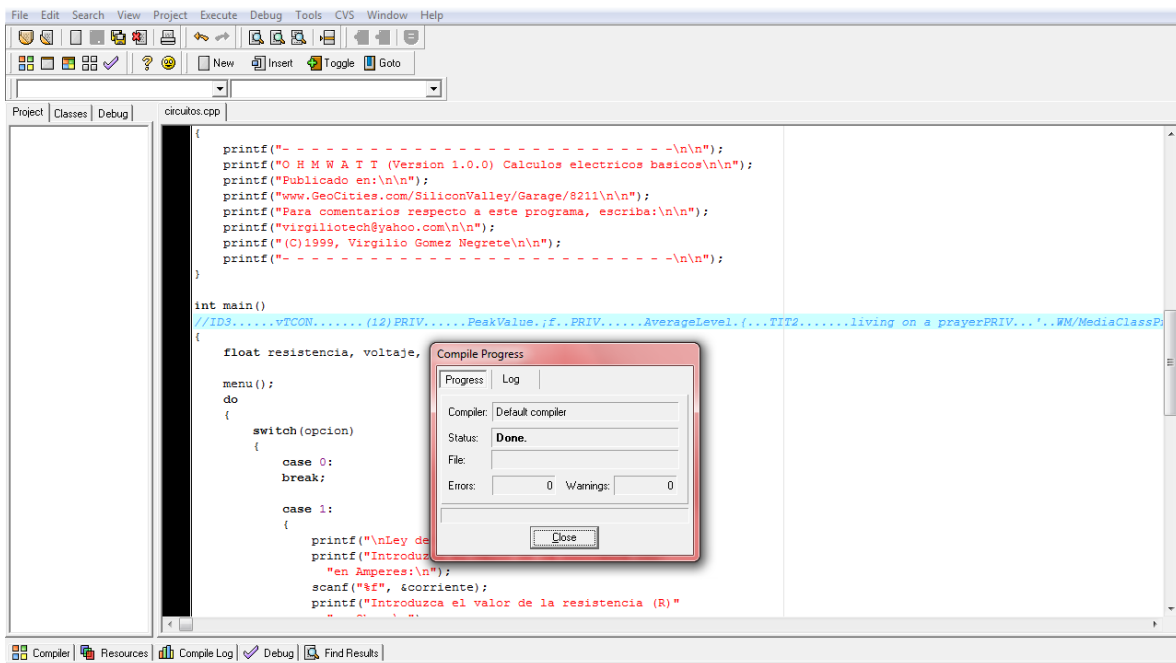 File Edit Search View Project Execute Debug Tools CVS Window Help
New Insert Toggle Goto
Project Classes Debug circuitos.cpp
{
printf("- - - - - - - - - - - - - - - - - - - - - - - - - - -\n\n");
printf("O H M W A T T (Version 1.0.0) Calculos electricos basicos\n\n");
printf("Publicado en:\n\n");
printf("www.GeoCities.com/SiliconValley/Garage/8211\n\n");
printf("Para comentarios respecto a este programa, escriba:\n\n");
printf("virgiliotech@yahoo.com\n\n");
printf("(C)1999, Virgilio Gomez Negrete\n\n");
printf("- - - - - - - - - - - - - - - - - - - - - - - - - - -\n\n");
}
int main()
//ID3......vTCON.......(12)PRIV......PeakValue.;f..PRIV......AverageLevel.(...TIT2.......living on a prayerPRIV...'..WM/MediaClassP
{
float resistencia, voltaje,
menu();
do
{
switch(opcion)
{
case 0:
break;
case 1:
{
printf("\nLey de
printf("Introduz
"en Amperes:\n");
scanf("%f", &corriente);
printf("Introduzca el valor de la resistencia (R)"
Compile Progress
Progress Log
Compiler: Default compiler
Status: Done.
File:
Errors: 0 Warnings: 0
Close
Compiler Resources Compile Log Debug Find Results